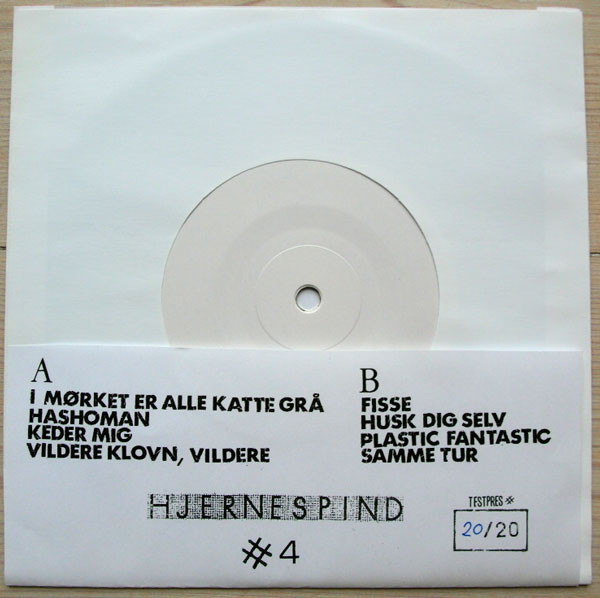 A
I MØRKET ER ALLE KATTE GRÅ
HASHOMAN
KEDER MIG
VILDERE KLOVN, VILDERE
B
FISSE
HUSK DIG SELV
PLASTIC FANTASTIC
SAMME TUR
HJERNESPIND
#4
TESTPRES #
20/20